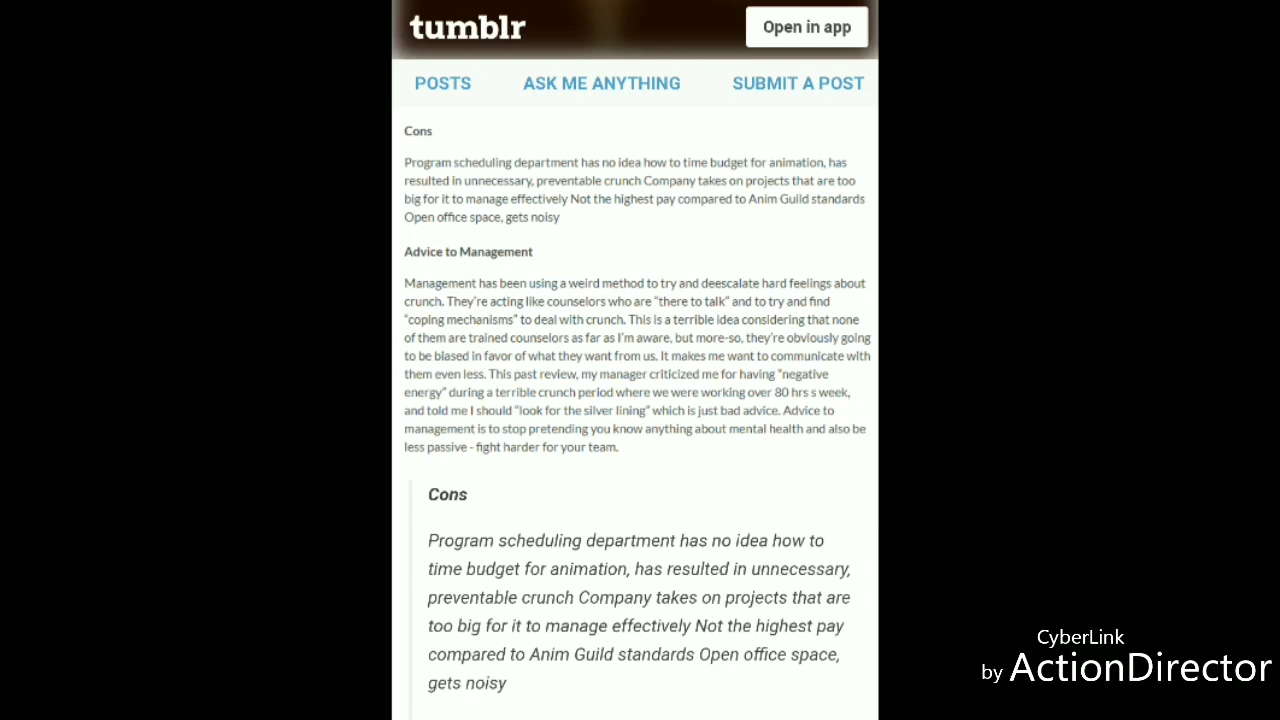 tumblr
Open in app
POSTS
ASK ME ANYTHING
SUBMIT A POST
Cons
Program scheduling department has no idea how to time budget for animation, has
resulted in unnecessary, preventable crunch Company takes on projects that are too
big for it to manage effectively Not the highest pay compared to Anim Guild standards
Open office space, gets noisy
Advice to Management
Management has been using a weird method to try and deescalate hard feelings about
crunch. They're acting like counselors who are "there to talk" and to try and find
"coping mechanisms" to deal with crunch. This is a terrible idea considering that none
of them are trained counselors as far as I'm aware, but more-so, they're obviously going
to be biased in favor of what they want from us. It makes me want to communicate with
them even less. This past review, my manager criticized me for having "negative
energy" during a terrible crunch period where we were working over 80 hrs s week,
and told me I should "look for the silver lining" which is just bad advice. Advice to
management is to stop pretending you know anything about mental health and also be
less passive - fight harder for your team.
Cons
Program scheduling department has no idea how to
time budget for animation, has resulted in unnecessary,
preventable crunch Company takes on projects that are
too big for it to manage effectively Not the highest pay
compared to Anim Guild standards Open office space,
gets noisy
CyberLink
by ActionDirector